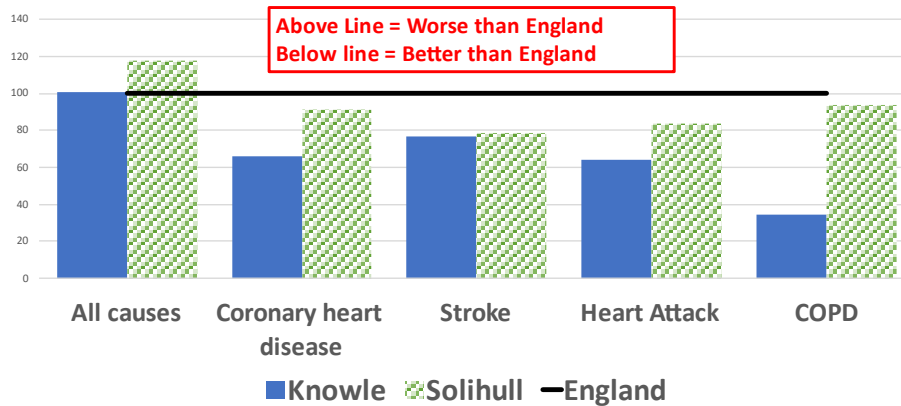 140
120
100
80
60
40
20
0
Above Line = Worse than England
Below line = Better than England
All causes
Coronary heart
disease
Stroke
Heart Attack
COPD
Knowle
Solihull
England